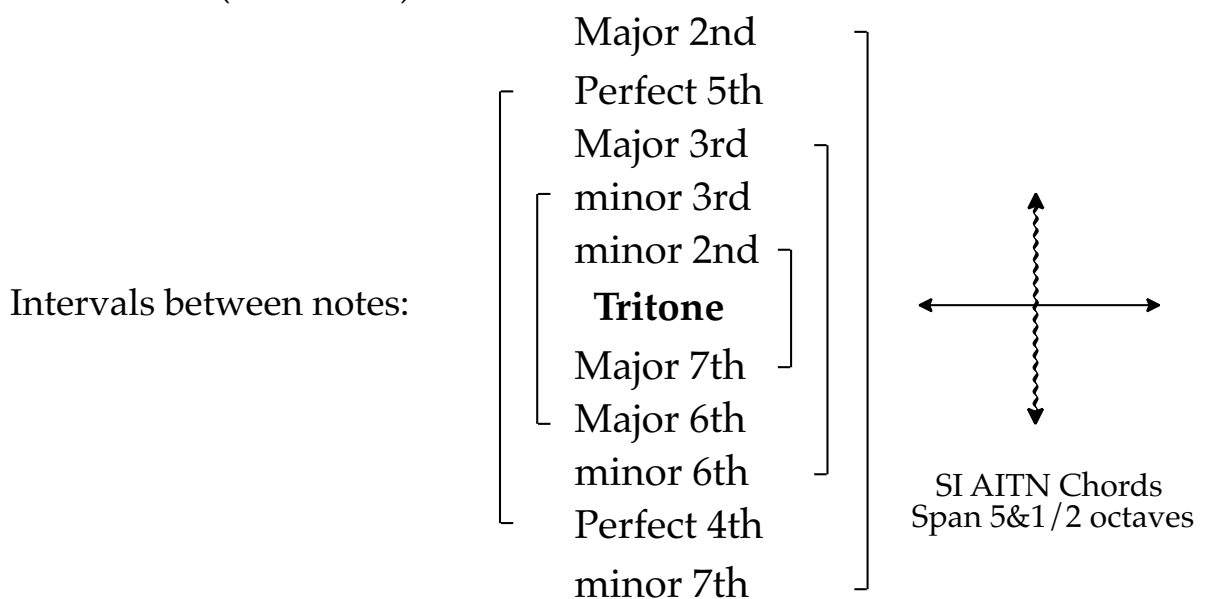 Major 2nd
Perfect 5th
Major 3rd
minor 3rd
minor 2nd
Intervals between notes:
Tritone
Major 7th
Major 6th
minor 6th
Perfect 4th
minor 7th
SI AITN Chords
Span 5&1/2 octaves